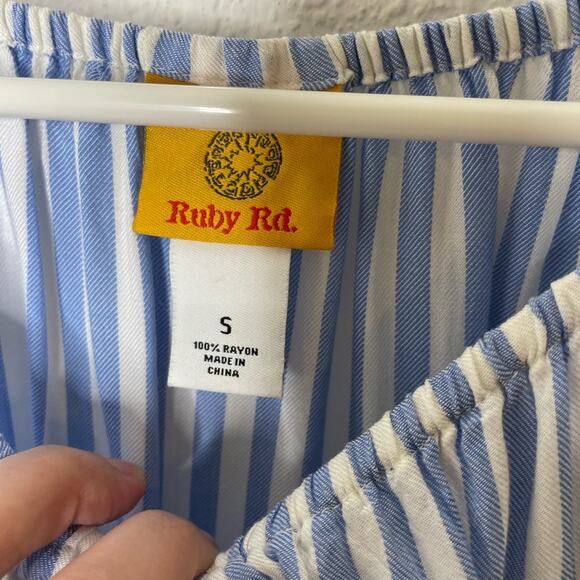 Ruby Rd.
S
100% RAYON
MADE IN
CHINA